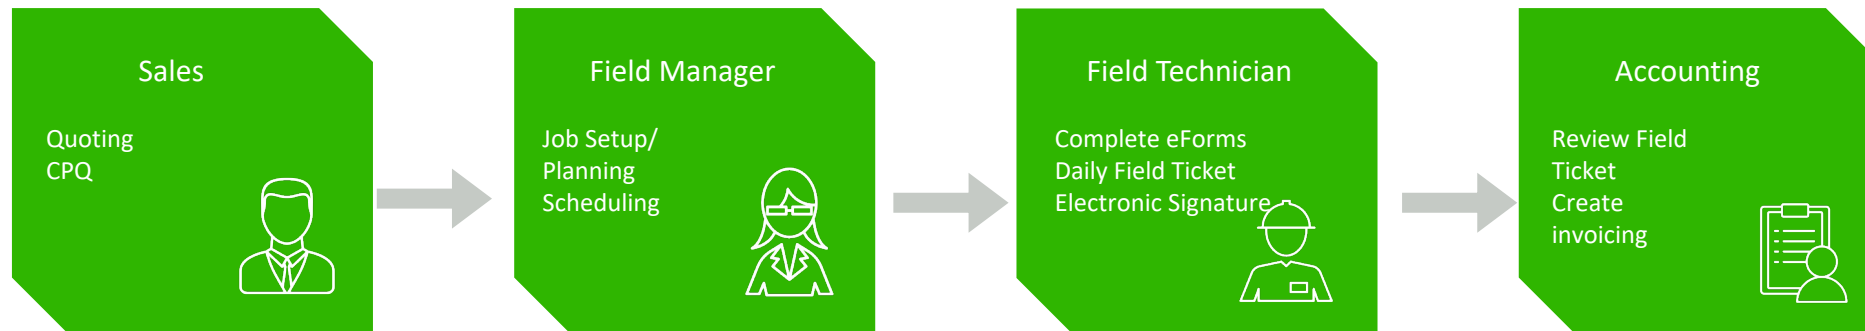 Sales
Quoting
CPQ
Field Manager
Job Setup/
Planning
Scheduling
Field Technician
Complete eForms
Daily Field Ticket
Electronic Signature
Accounting
Review Field
Ticket
Create
invoicing